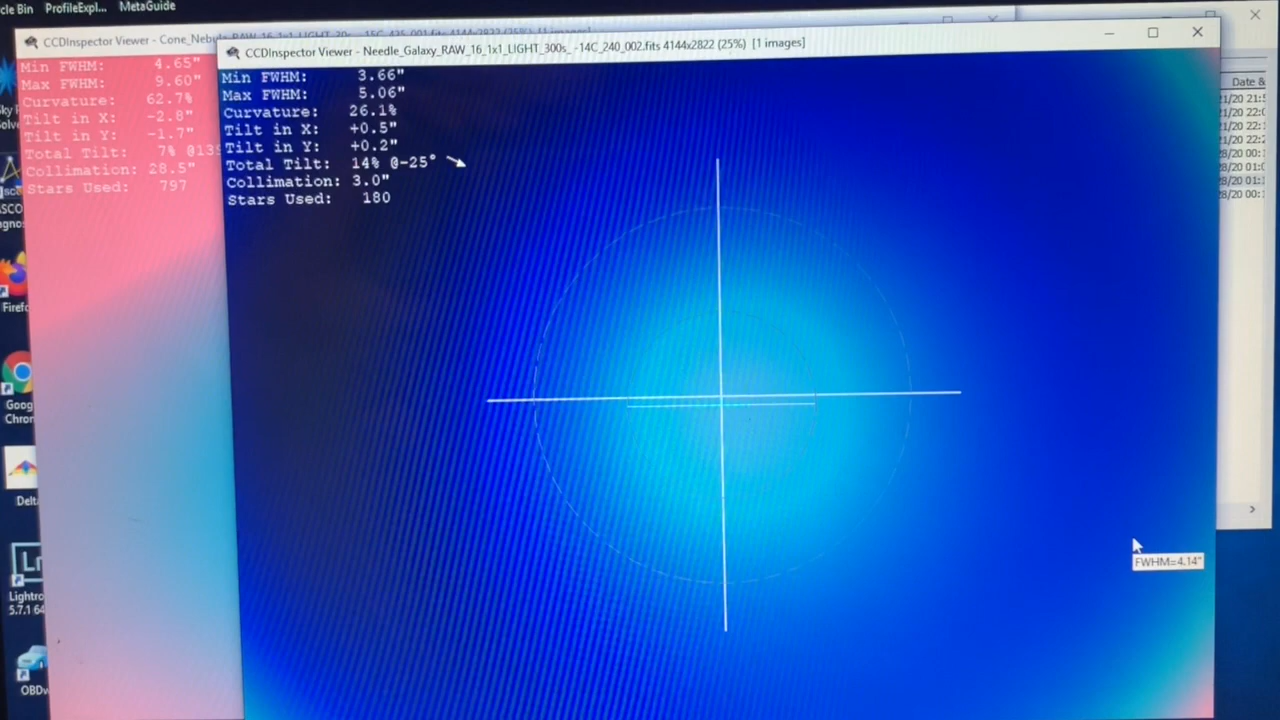 cle Bin
ProfileExpl...
MetaGuide
CCDInspector Viewer - Cone_Nebu
CCDInspector Viewer - Needle_Galaxy_RAW_16_1x1_LIGHT_300s_-14C_240_002.fits 4144x2822 (25%) [1 images]
Min FWHM: 4.65"
Max FWHM: 9.60"
Curvature: 62.7%
Tilt in X: -2.8"
Tilt in Y: -1.7"
Total Tilt: 7% @139
Collimation: 28.5"
Stars Used: 797
Min FWHM: 3.66"
Max FWHM: 5.06"
Curvature: 26.1%
Tilt in X: +0.5"
Tilt in Y: +0.2"
Total Tilt: 14% @-25°
Collimation: 3.0"
Stars Used: 180
FWHM=4.14"
Date &
Firefo
Goog
Chron
Delta
Lightro
5.7.1 64
OBDw